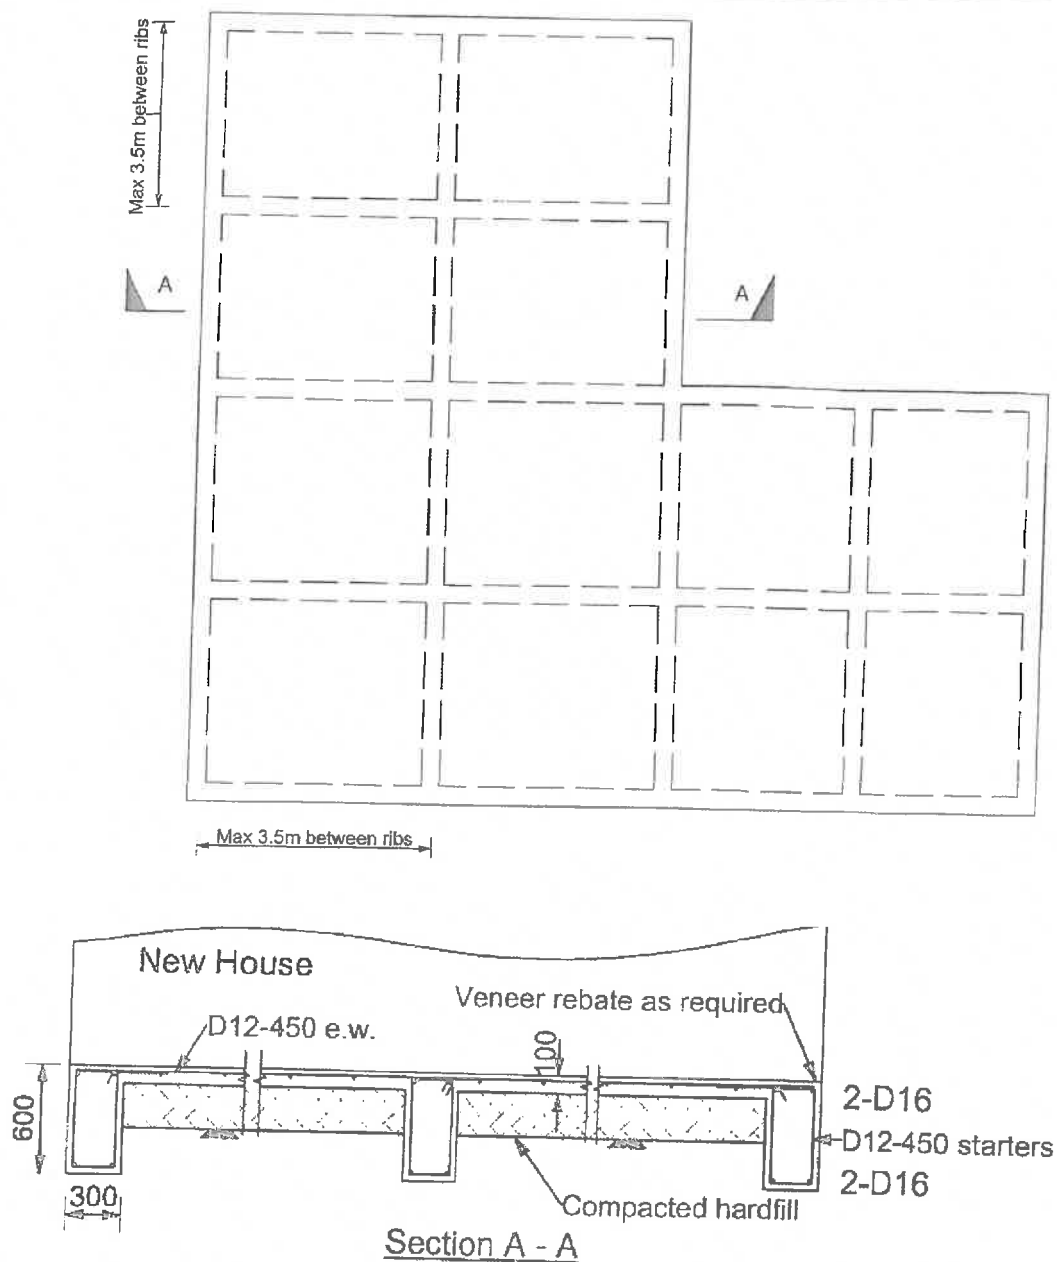 Max 3.5m between ribs
A
A
Max 3.5m between ribs
New House
Veneer rebate as required
D12-450 e.w.
100
600
2-D16
D12-450 starters
2-D16
300
Compacted hardfill
Section A - A